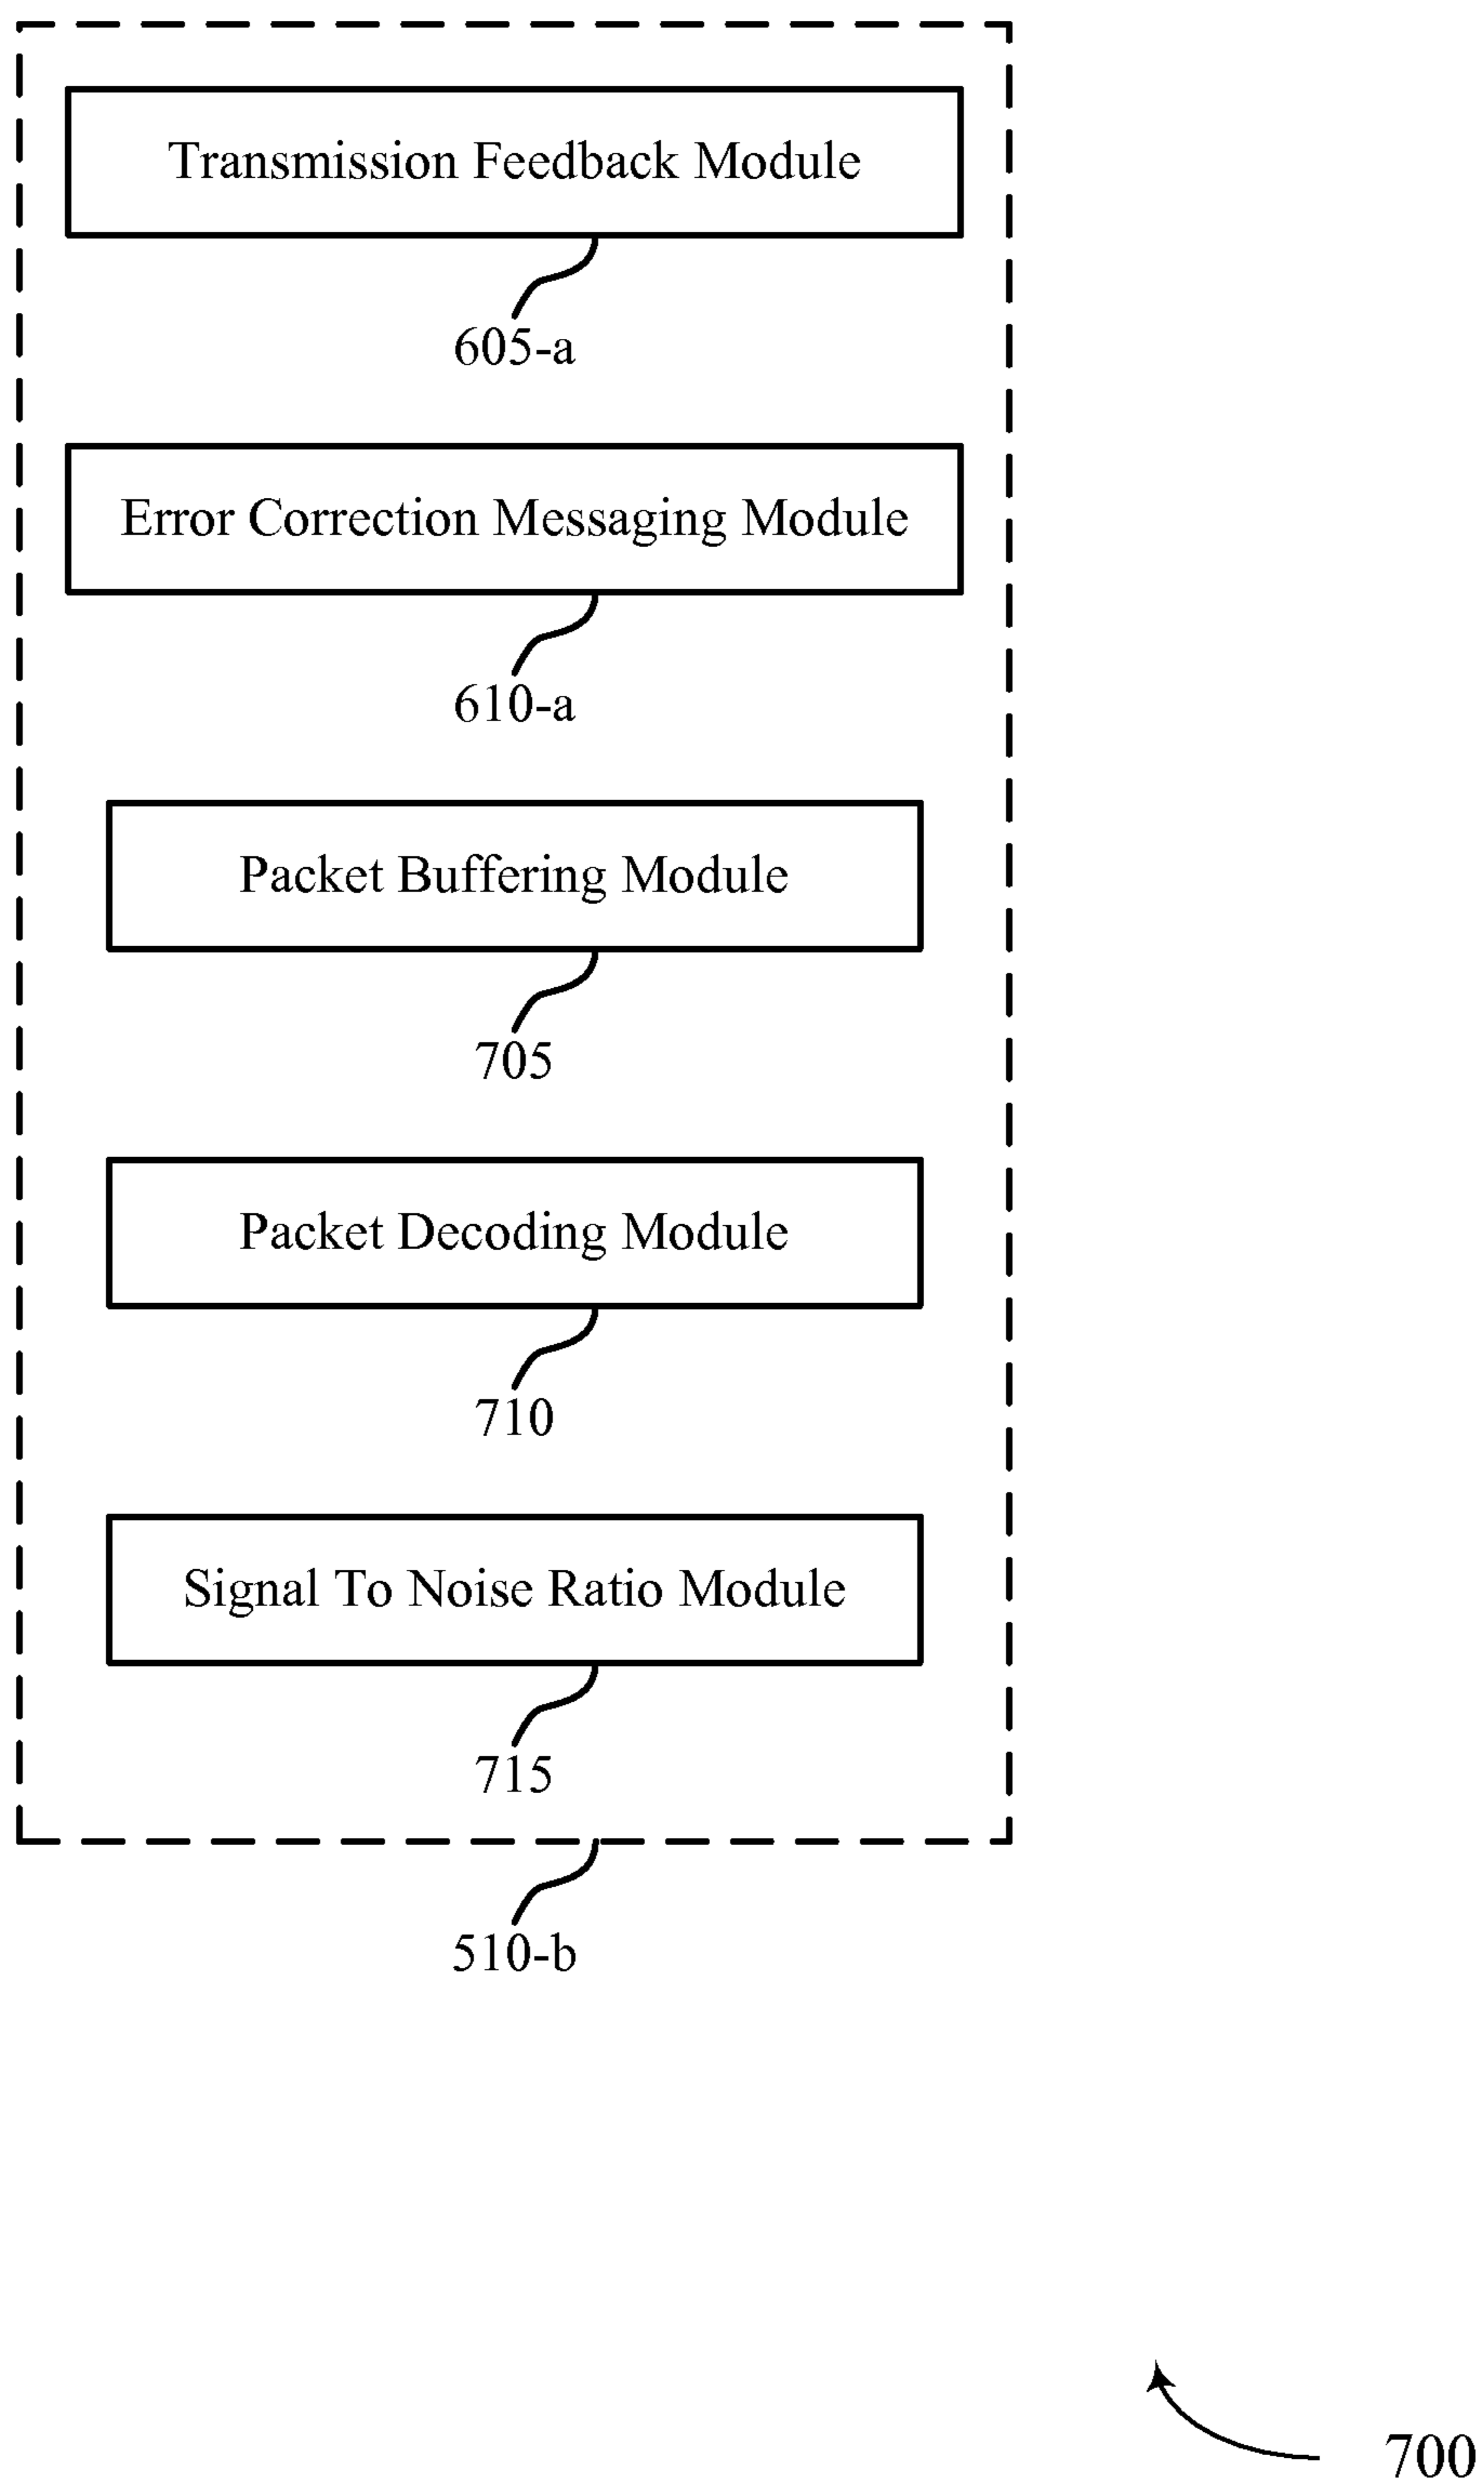 Transmission Feedback Module
605-a
Error Correction Messaging Module
610-a
Packet Buffering Module
705
Packet Decoding Module
710
Signal To Noise Ratio Module
715
510-b
700